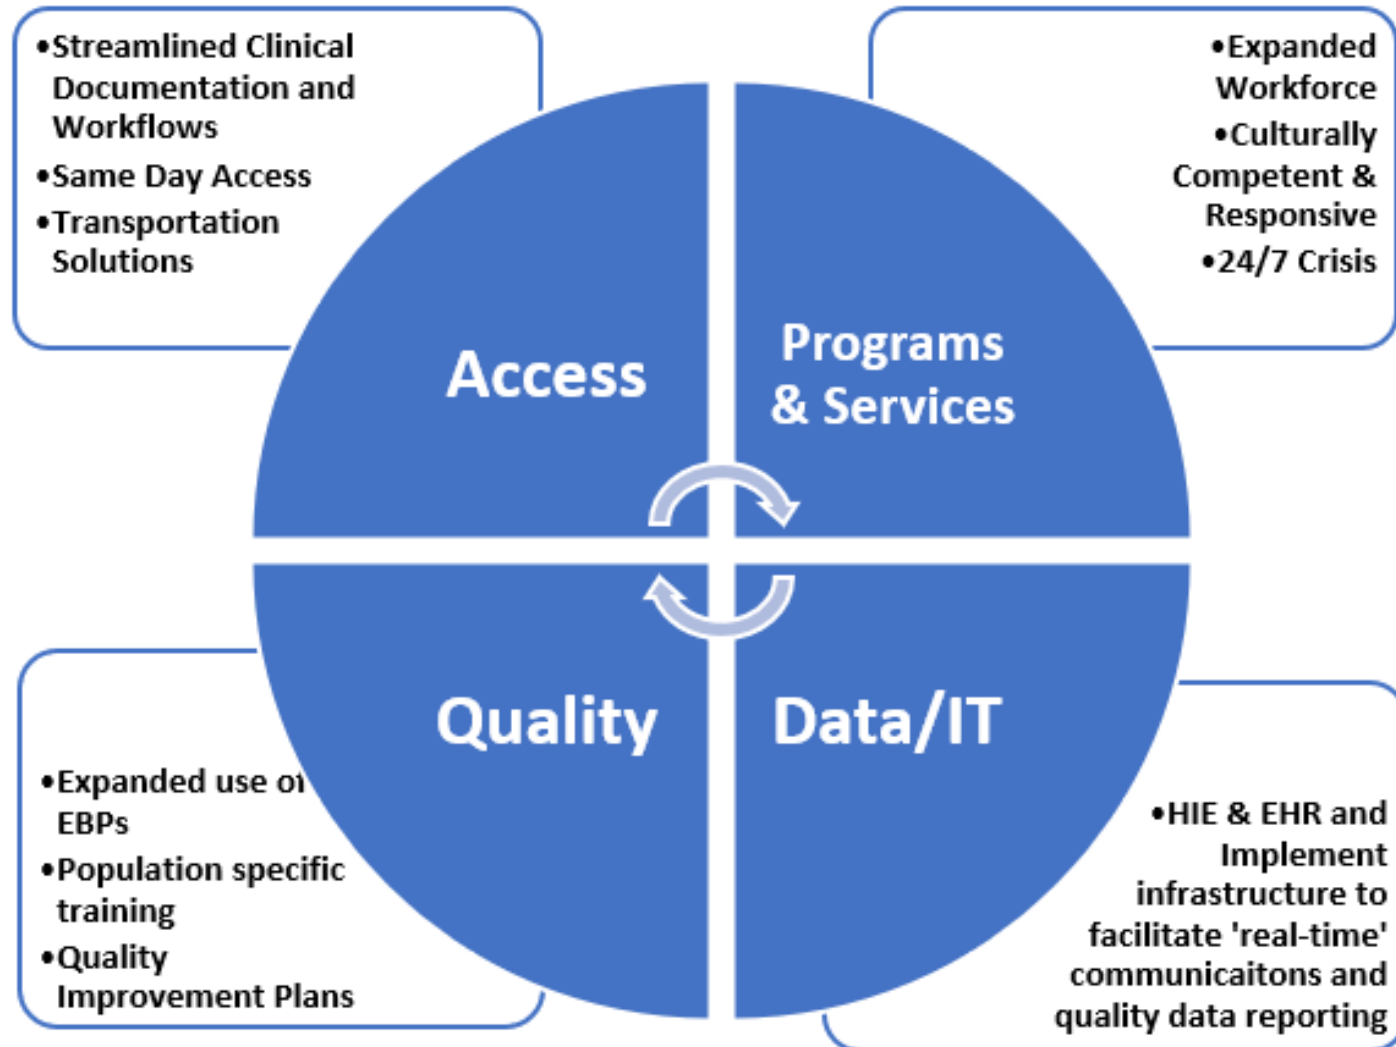 •Streamlined Clinical
Documentation and
Workflows
•Same Day Access
•Transportation
Solutions
•Expanded
Workforce
•Culturally
Competent &
Responsive
•24/7 Crisis
Access
Programs
& Services
Quality
Data/IT
•Expanded use of
EBPs
•Population specific
training
•Quality
Improvement Plans
•HIE & EHR and
Implement
infrastructure to
facilitate 'real-time'
communicaitons and
quality data reporting